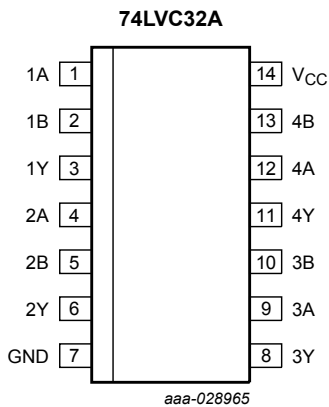 74LVC32A
1A 1 14 VCC
1B 2 13 4B
1Y 3 12 4A
2A 4 11 4Y
2B 5 10 3B
2Y 6 9 3A
GND 7 8 3Y
aaa-028965